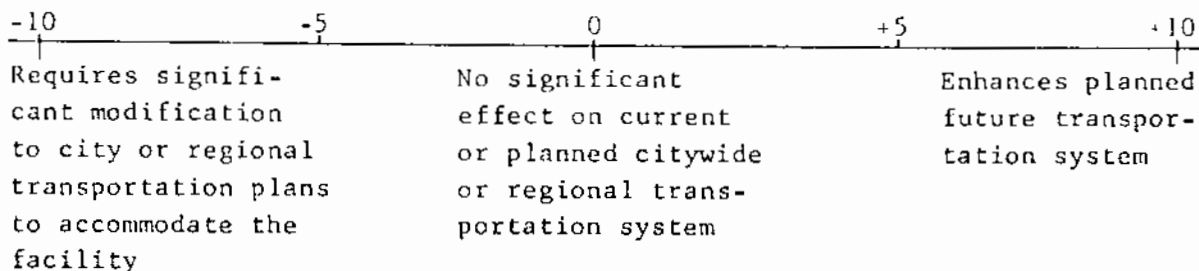 -10 -5 0 +5 +10
Requires signifi-
cant modification
to city or regional
transportation plans
to accommodate the
facility
No significant
effect on current
or planned citywide
or regional trans-
portation system
Enhances planned
future transpor-
tation system